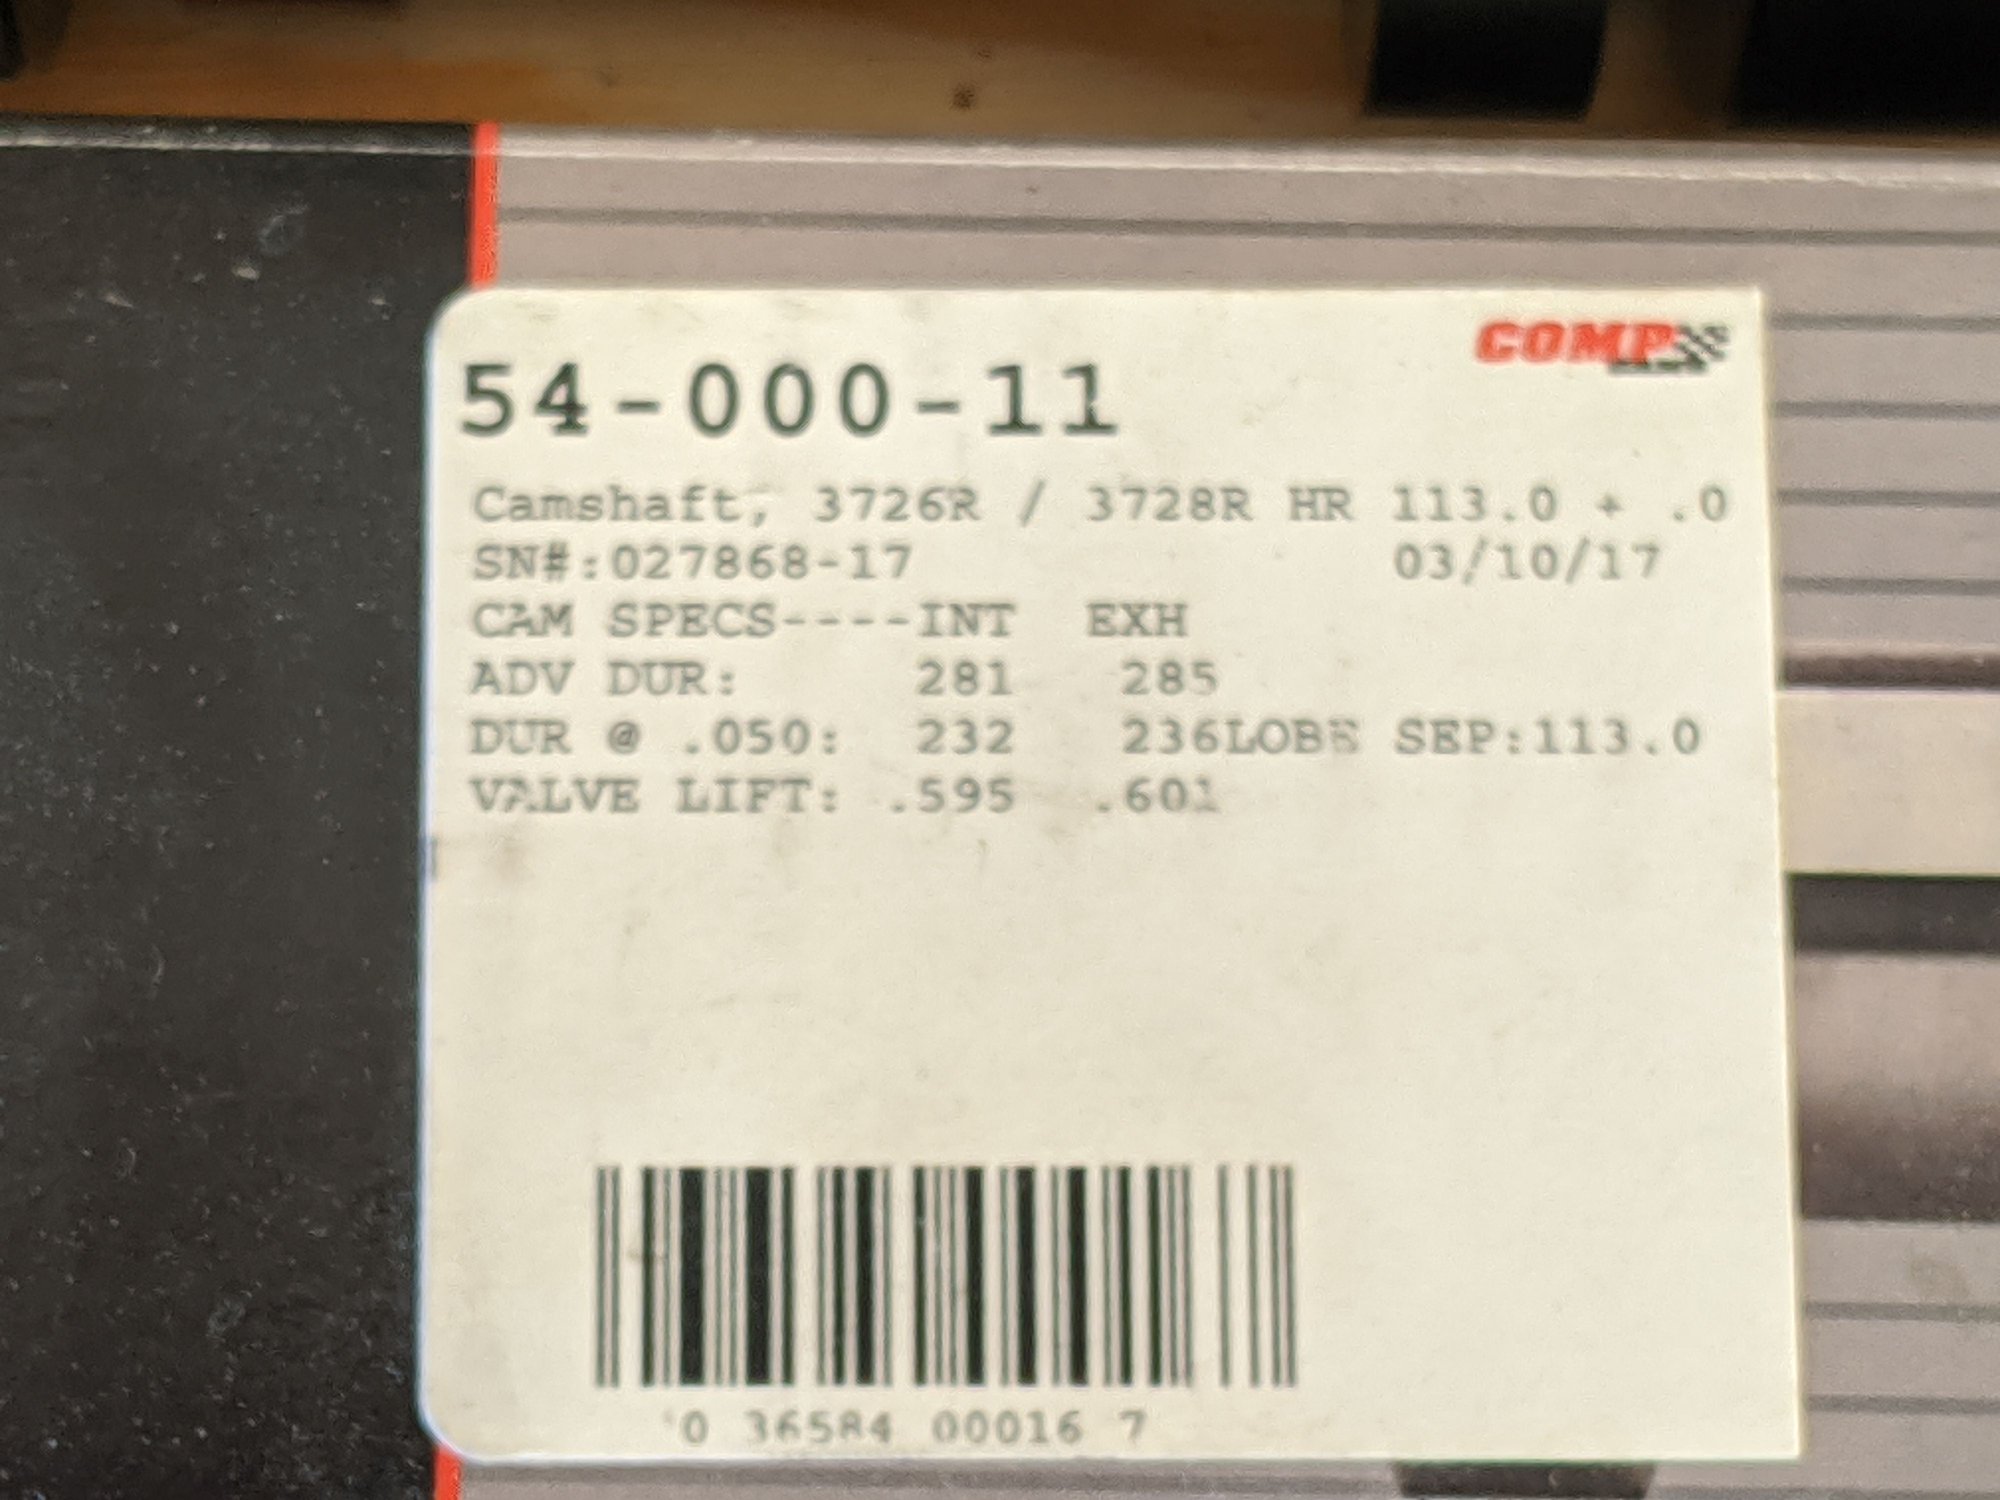 COMP
54-000-11
Camshaft, 3726R / 3728R HR 113.0 + .0
SN#:027868-17 03/10/17
CAM SPECS----INT EXH
ADV DUR: 281 285
DUR @ .050: 232 236LOBE SEP:113.0
VALVE LIFT: .595 .601
0 36584 00016 7